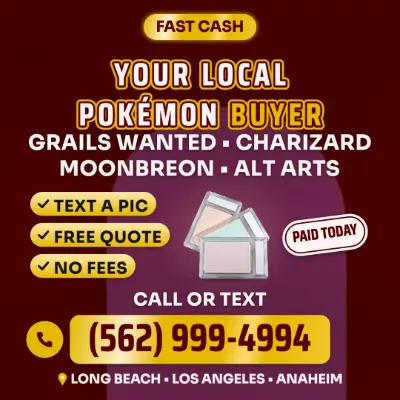 FAST CASH
YOUR LOCAL
POKÉMON BUYER
GRAILS WANTED ▪ CHARIZARD
MOONBREON ▪ ALT ARTS
TEXT A PIC
FREE QUOTE
NO FEES
PAID TODAY
CALL OR TEXT
(562) 999-4994
LONG BEACH ▪ LOS ANGELES ▪ ANAHEIM